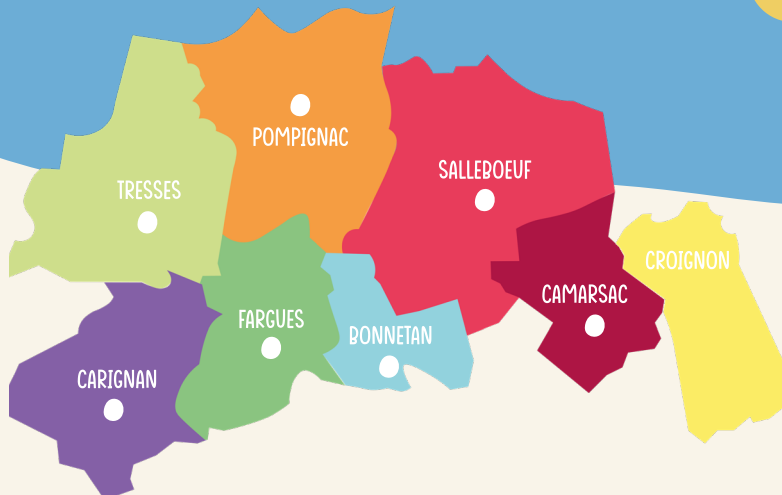 POMPIGNAC
SALLEBOEUF
TRESSES
CROIGNON
CAMARSAC
FARGUES
BONNETAN
CARIGNAN